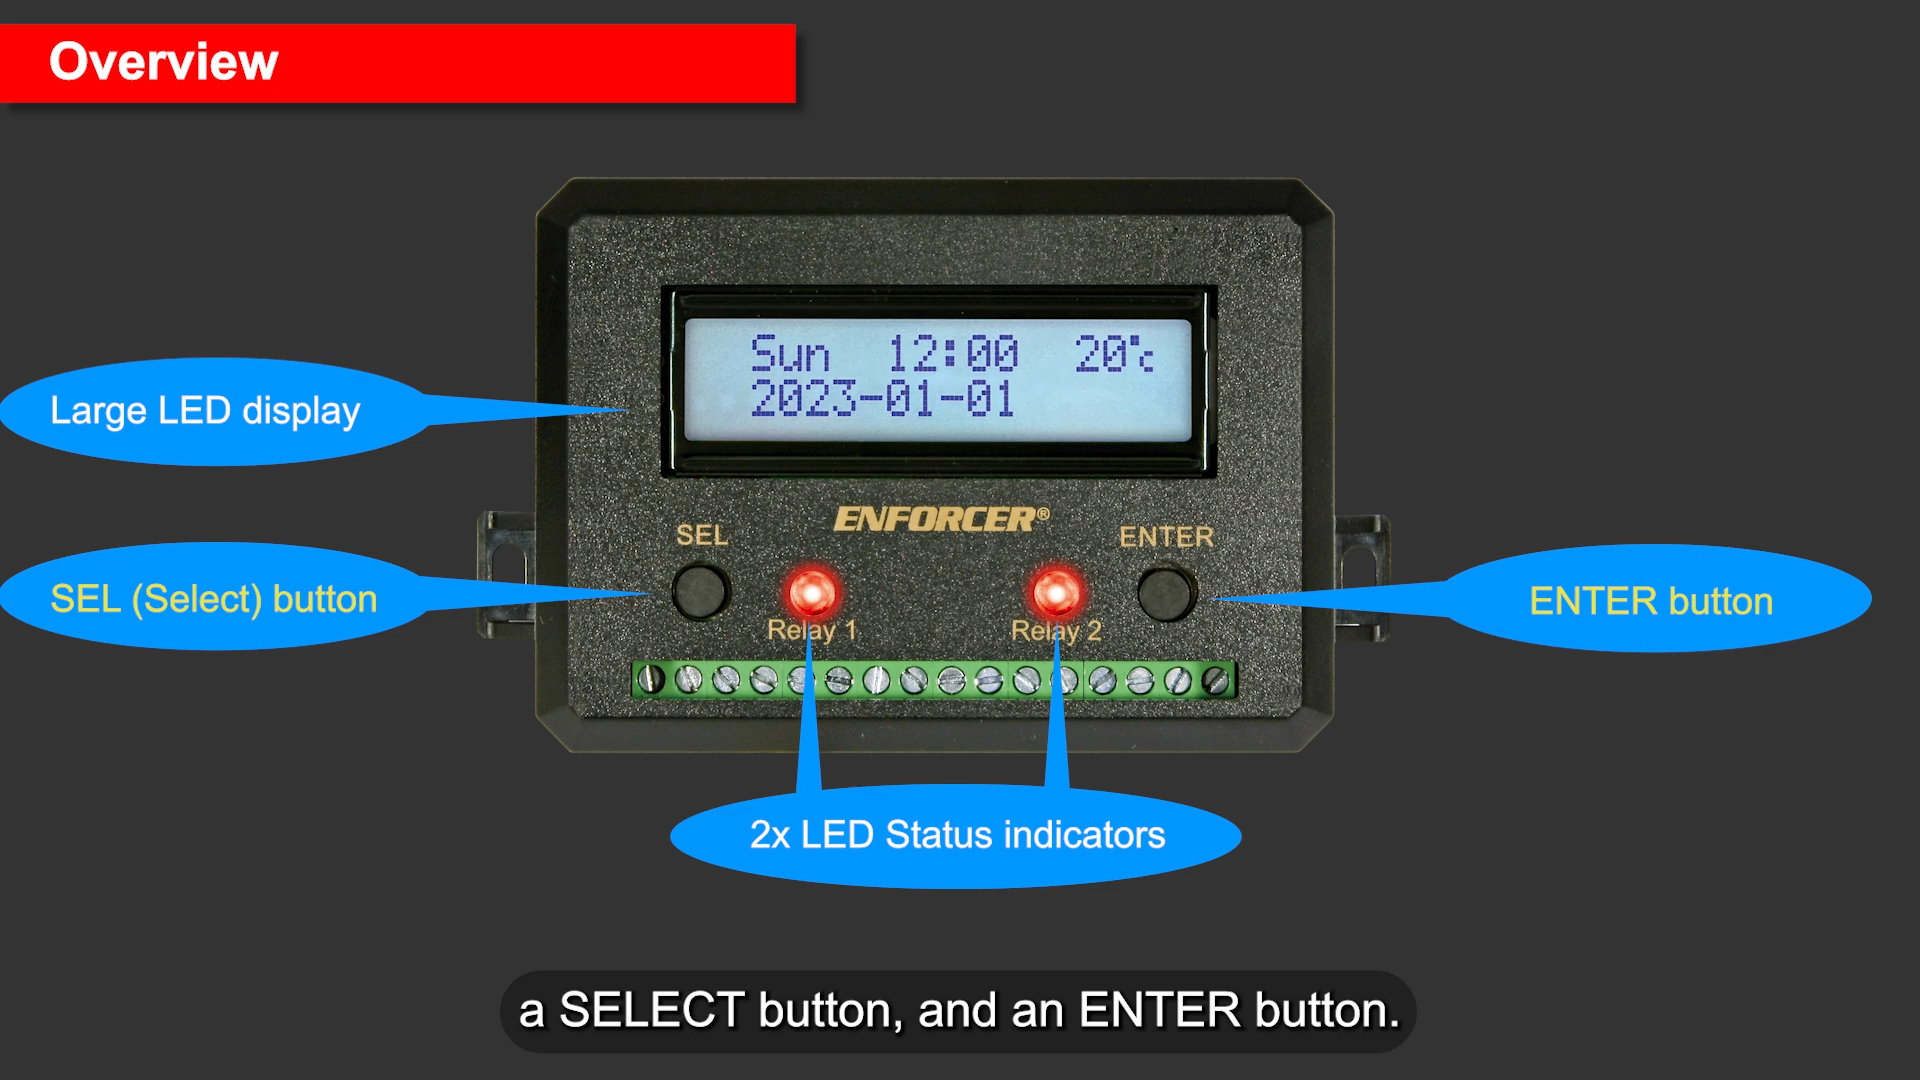 Overview
Sun 12:00 20°c
2023-01-01
Large LED display
ENFORCER®
SEL
ENTER
SEL (Select) button
ENTER button
Relay 1
Relay 2
2x LED Status indicators
a SELECT button, and an ENTER button.